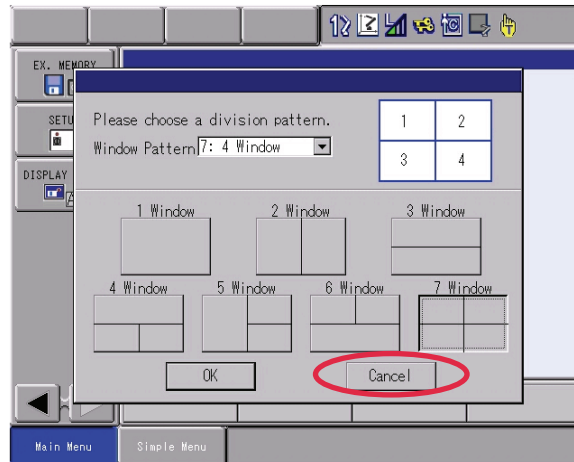 EX. MEMORY
SETU
DISPLAY
Please choose a division pattern.
Window Pattern 7: 4 Window
1 2
3 4
1 Window 2 Window 3 Window
4 Window 5 Window 6 Window 7 Window
OK Cancel
Main Menu Simple Menu